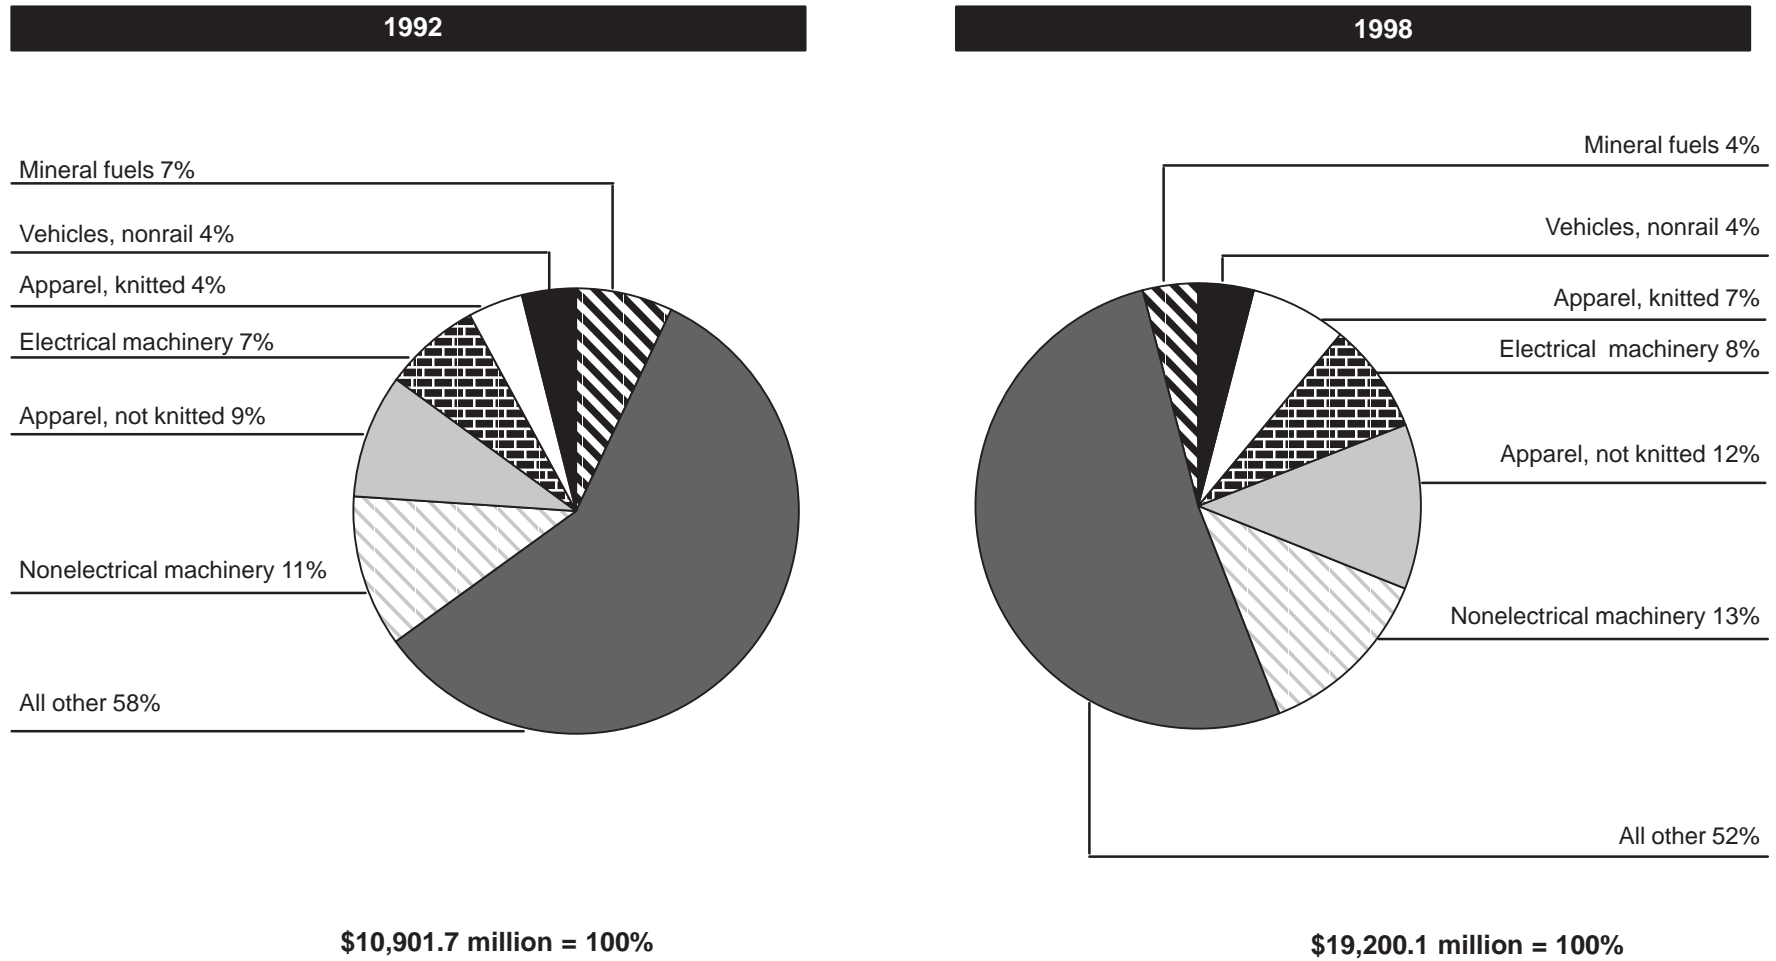 1992
Mineral fuels 7%
Vehicles, nonrail 4%
Apparel, knitted 4%
Electrical machinery 7%
Apparel, not knitted 9%
Nonelectrical machinery 11%
All other 58%
$10,901.7 million = 100%
1998
Mineral fuels 4%
Vehicles, nonrail 4%
Apparel, knitted 7%
Electrical  machinery 8%
Apparel, not knitted 12%
Nonelectrical machinery 13%
All other 52%
$19,200.1 million = 100%